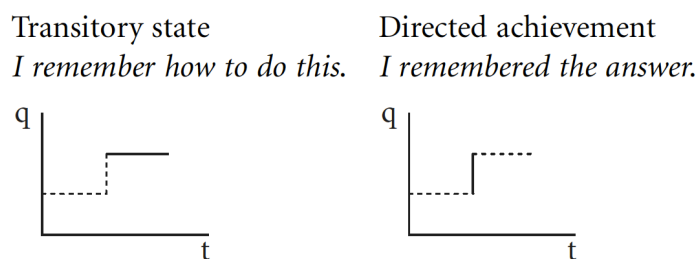 Transitory state
I remember how to do this.
q
t
Directed achievement
I remembered the answer.
q
t